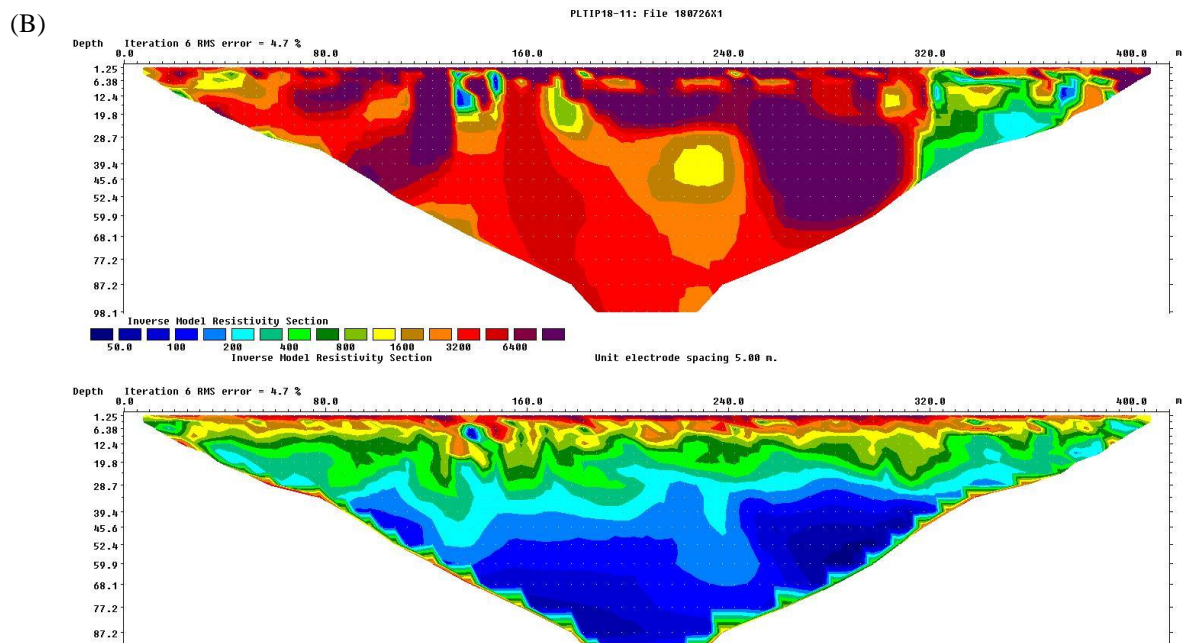 PLTIP18-11: File 180726X1
(B)
Depth Iteration 6 RMS error = 4.7 %
0.0 80.0 160.0 240.0 320.0 400.0 m
1.25
6.38
12.4
19.8
28.7
39.4
45.6
52.4
59.9
68.1
77.2
87.2
98.1
Inverse Model Resistivity Section
50.0 100 200 400 800 1600 3200 6400
Inverse Model Resistivity Section Unit electrode spacing 5.00 m.
Depth Iteration 6 RMS error = 4.7 %
0.0 80.0 160.0 240.0 320.0 400.0 m
1.25
6.38
12.4
19.8
28.7
39.4
45.6
52.4
59.9
68.1
77.2
87.2